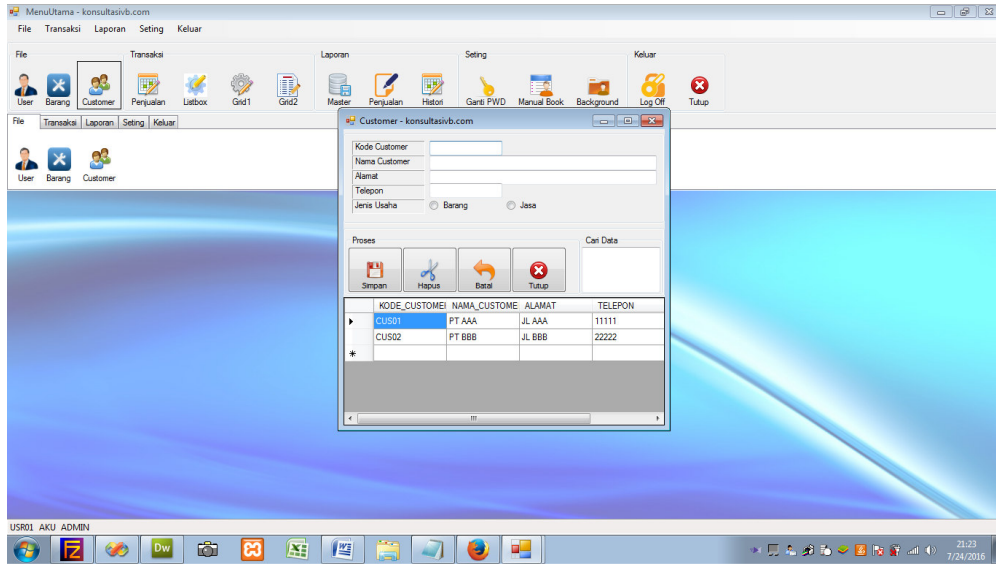 MenuUtama - konsultasivb.com
File Transaksi Laporan Seting Keluar
File Transaksi Laporan Seting Keluar
User Barang Customer Penjualan Listbox Grid1 Grid2 Master Penjualan Histori Ganti PWD Manual Book Background Log Off Tutup
File Transaksi Laporan Seting Keluar
User Barang Customer
Customer - konsultasivb.com
Kode Customer
Nama Customer
Alamat
Telepon
Jenis Usaha Barang Jasa
Proses Cari Data
Simpan Hapus Batal Tutup
KODE_CUSTOMEI NAMA_CUSTOME ALAMAT TELEPON
CUS01 PT AAA JL AAA 11111
CUS02 PT BBB JL BBB 22222
USR01 AKU ADMIN
Dw
21:23
7/24/2016